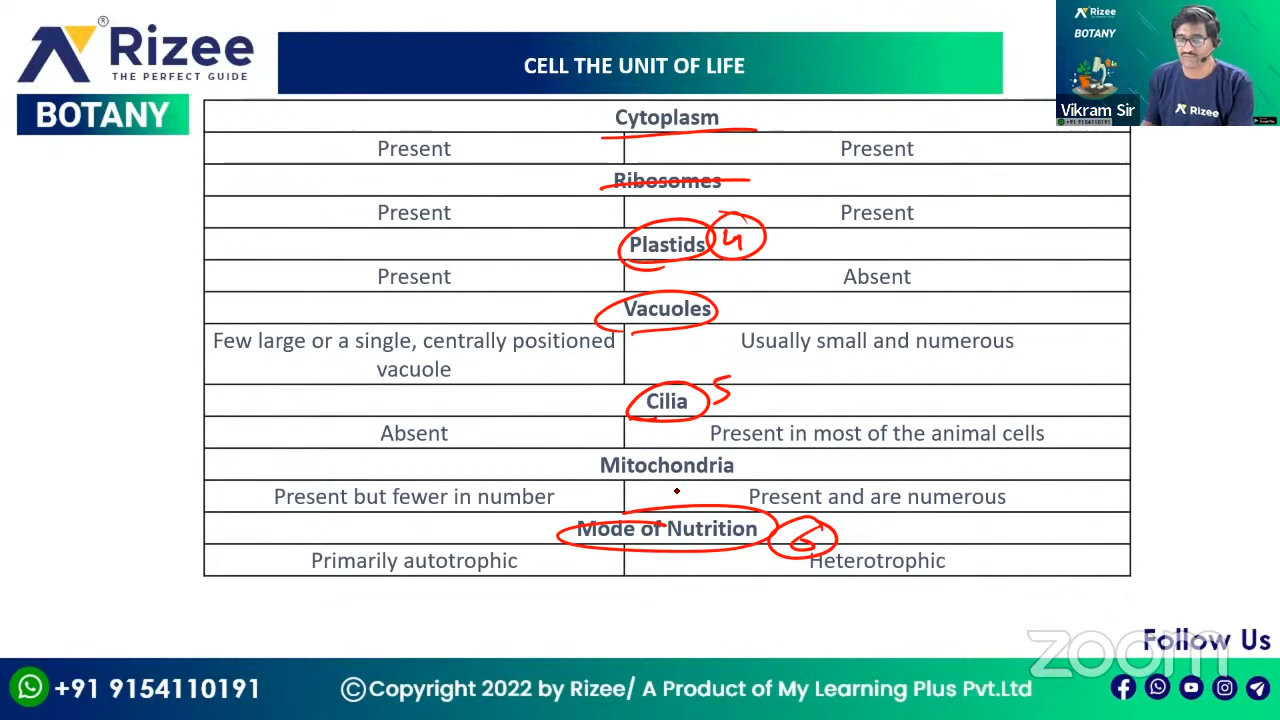 Rizee
®
THE PERFECT GUIDE
BOTANY
CELL THE UNIT OF LIFE
Rizee
BOTANY
Rizee
Vikram Sir
+91 9154110191
Cytoplasm
Present Present
Ribosomes
Present Present
Plastids 4
Present Absent
Vacuoles
Few large or a single, centrally positioned
vacuole
Usually small and numerous
Cilia 5
Absent Present in most of the animal cells
Mitochondria
Present but fewer in number Present and are numerous
Mode of Nutrition 6
Primarily autotrophic Heterotrophic
zoom
Follow Us
+91 9154110191
©Copyright 2022 by Rizee/ A Product of My Learning Plus Pvt.Ltd